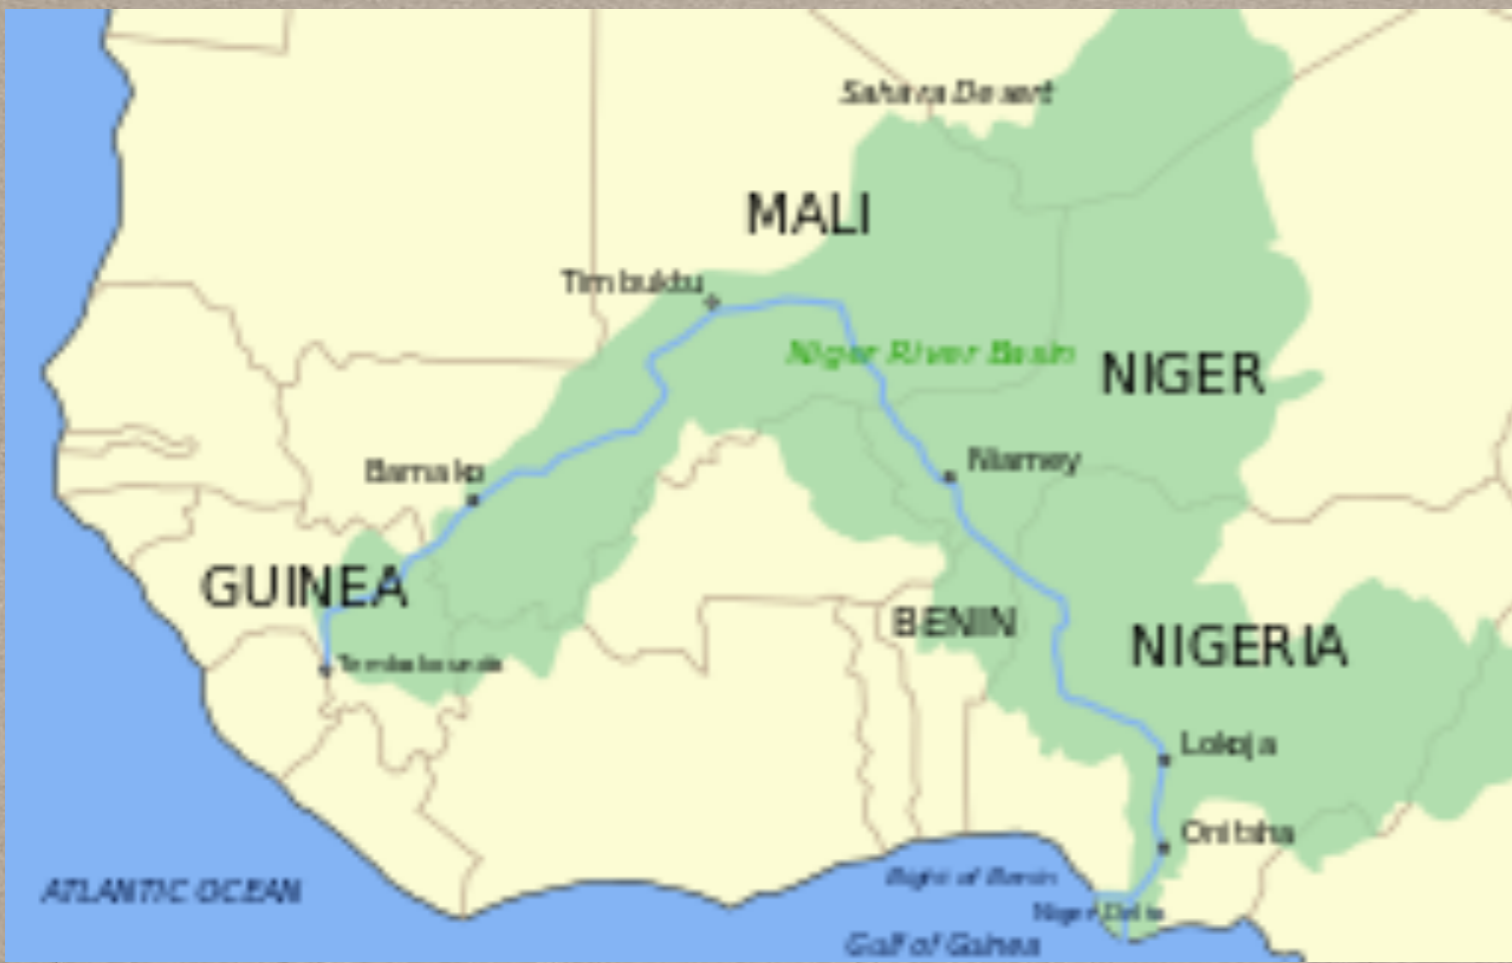 Sahara Desert
MALI
Timbuktu
Niger River Basin
NIGER
Bamako
Niamey
GUINEA
BENIN
NIGERIA
Tembakounda
Lokoja
Onitsha
Bight of Benin
ATLANTIC OCEAN
Niger Delta
Gulf of Guinea